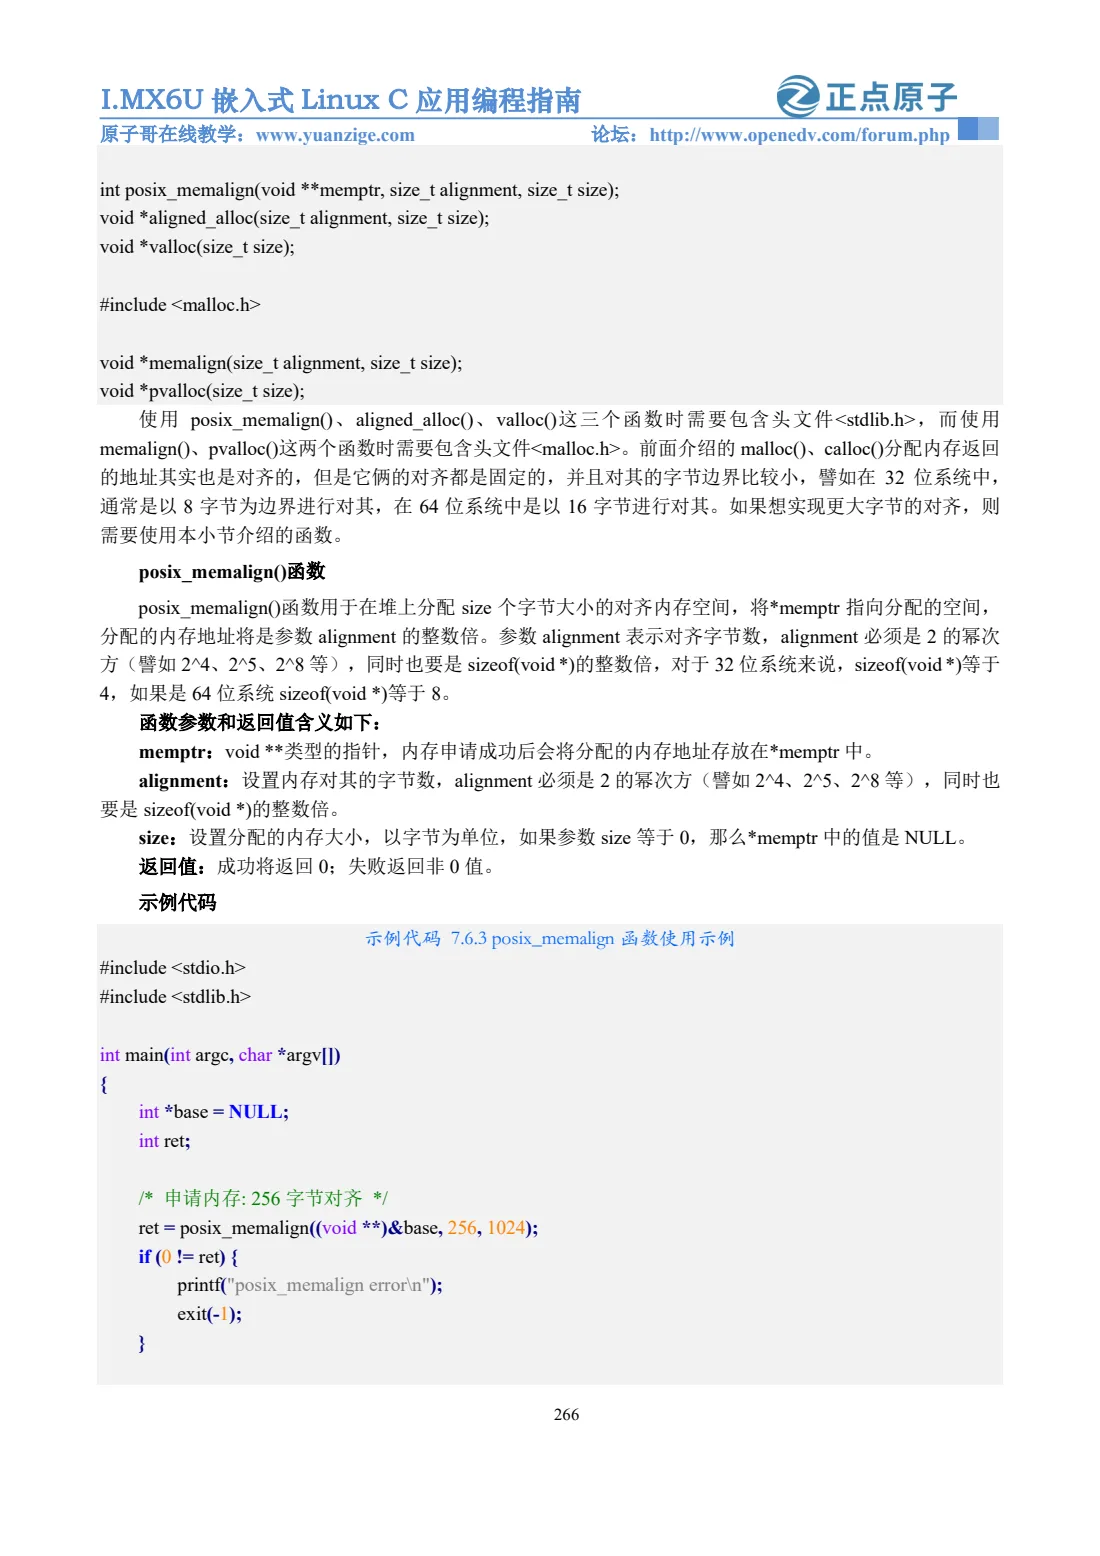 I.MX6U 嵌入式 Linux C 应用编程指南
正点原子
原子哥在线教学：www.yuanzige.com 论坛：http://www.openedv.com/forum.php
int posix_memalign(void **memptr, size_t alignment, size_t size);
void *aligned_alloc(size_t alignment, size_t size);
void *valloc(size_t size);
#include <malloc.h>
void *memalign(size_t alignment, size_t size);
void *pvalloc(size_t size);
使用 posix_memalign()、aligned_alloc()、valloc()这三个函数时需要包含头文件<stdlib.h>，而使用
memalign()、pvalloc()这两个函数时需要包含头文件<malloc.h>。前面介绍的 malloc()、calloc()分配内存返回
的地址其实也是对齐的，但是它俩的对齐都是固定的，并且对其的字节边界比较小，譬如在 32 位系统中，
通常是以 8 字节为边界进行对其，在 64 位系统中是以 16 字节进行对其。如果想实现更大字节的对齐，则
需要使用本小节介绍的函数。
posix_memalign()函数
posix_memalign()函数用于在堆上分配 size 个字节大小的对齐内存空间，将*memptr 指向分配的空间，
分配的内存地址将是参数 alignment 的整数倍。参数 alignment 表示对齐字节数，alignment 必须是 2 的幂次
方（譬如 2^4、2^5、2^8 等），同时也要是 sizeof(void *)的整数倍，对于 32 位系统来说，sizeof(void *)等于
4，如果是 64 位系统 sizeof(void *)等于 8。
函数参数和返回值含义如下：
memptr：void **类型的指针，内存申请成功后会将分配的内存地址存放在*memptr 中。
alignment：设置内存对其的字节数，alignment 必须是 2 的幂次方（譬如 2^4、2^5、2^8 等），同时也
要是 sizeof(void *)的整数倍。
size：设置分配的内存大小，以字节为单位，如果参数 size 等于 0，那么*memptr 中的值是 NULL。
返回值：成功将返回 0；失败返回非 0 值。
示例代码
示例代码 7.6.3 posix_memalign 函数使用示例
#include <stdio.h>
#include <stdlib.h>
int main(int argc, char *argv[])
{
int *base = NULL;
int ret;
/* 申请内存: 256 字节对齐 */
ret = posix_memalign((void **)&base, 256, 1024);
if (0 != ret) {
printf("posix_memalign error\n");
exit(-1);
}
266